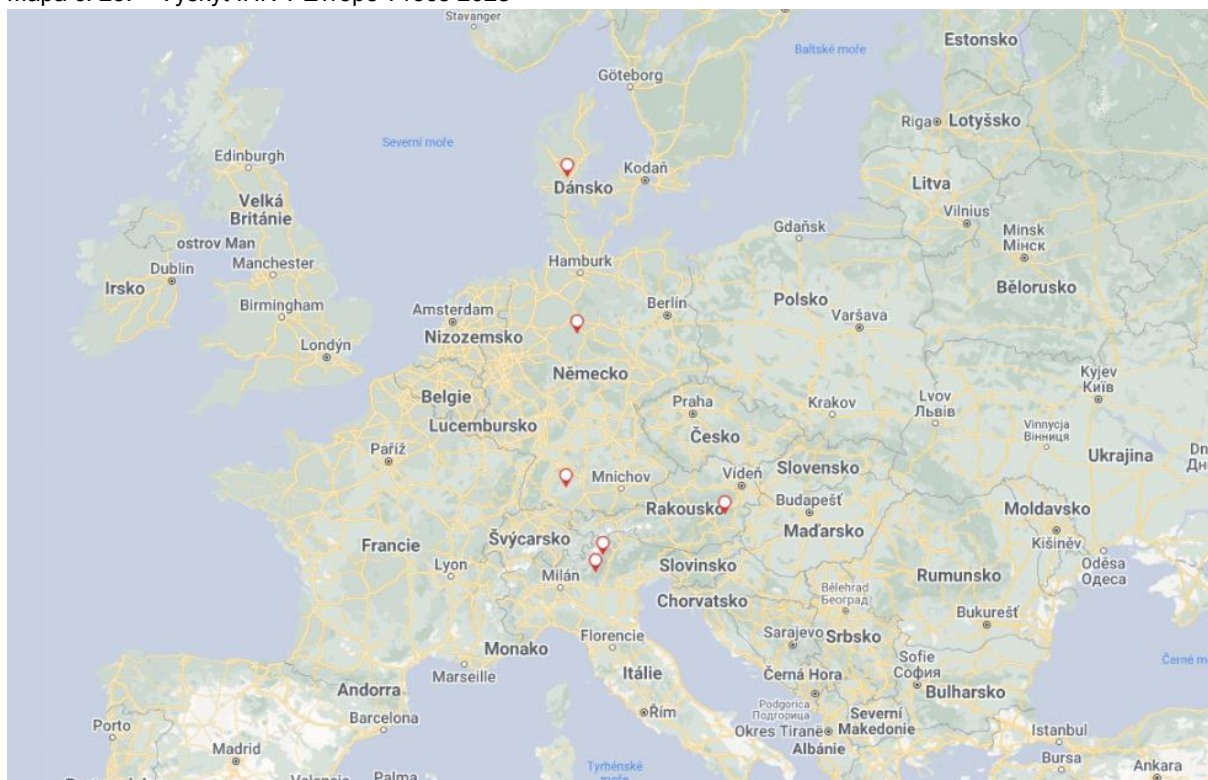 Stavanger
Estonsko
Baltské moře
Göteborg
Riga
Lotyšsko
Severní moře
Edinburgh
Kodaň
Dánsko
Litva
Velká
Británie
Vilnius
Gdaňsk
Minsk
Мінск
ostrov Man
Dublin
Manchester
Hamburk
Irsko
Bělorusko
Birmingham
Amsterdam
Berlín
Polsko
Varšava
Nizozemsko
Londýn
Německo
Kyjev
Київ
Belgie
Praha
Krakov
Lvov
Львів
Lucembursko
Česko
Vinnycja
Вінниця
Paříž
Ukrajina
Dn
Mnichov
Vídeň
Slovensko
Rakousko
Budapešť
Moldavsko
Maďarsko
Francie
Švýcarsko
Kišiněv
Lyon
Milán
Slovinsko
Oděsa
Одеса
Rumunsko
Bělehrad
Београд
Chorvatsko
Bukurešť
Florencie
Sarajevo
Srbsko
Monako
Sofie
София
Marseille
Itálie
Černá Hora
Černé m
Andorra
Bulharsko
Podgorica
Подгорица
Barcelona
Řím
Severní
Makedonie
Porto
Okres Tirané
Istanbul
Albánie
Madrid
Bursa
Tyrhénské
Palma
Ankara